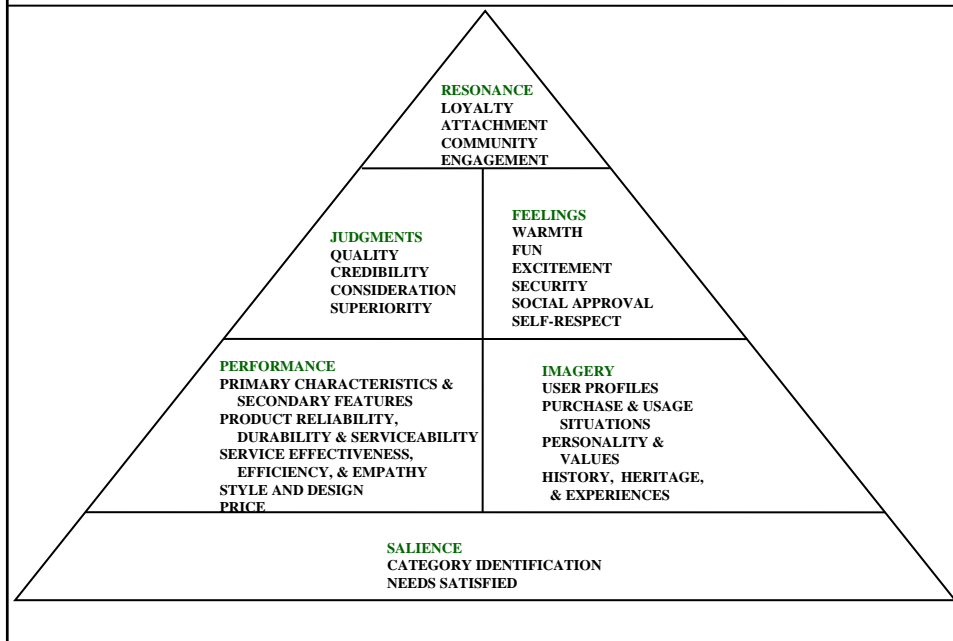 RESONANCE
LOYALTY
ATTACHMENT
COMMUNITY
ENGAGEMENT
JUDGMENTS
QUALITY
CREDIBILITY
CONSIDERATION
SUPERIORITY
FEELINGS
WARMTH
FUN
EXCITEMENT
SECURITY
SOCIAL APPROVAL
SELF-RESPECT
PERFORMANCE
PRIMARY CHARACTERISTICS &
SECONDARY FEATURES
PRODUCT RELIABILITY,
DURABILITY & SERVICEABILITY
SERVICE EFFECTIVENESS,
EFFICIENCY, & EMPATHY
STYLE AND DESIGN
PRICE
IMAGERY
USER PROFILES
PURCHASE & USAGE
SITUATIONS
PERSONALITY &
VALUES
HISTORY, HERITAGE,
& EXPERIENCES
SALIENCE
CATEGORY IDENTIFICATION
NEEDS SATISFIED